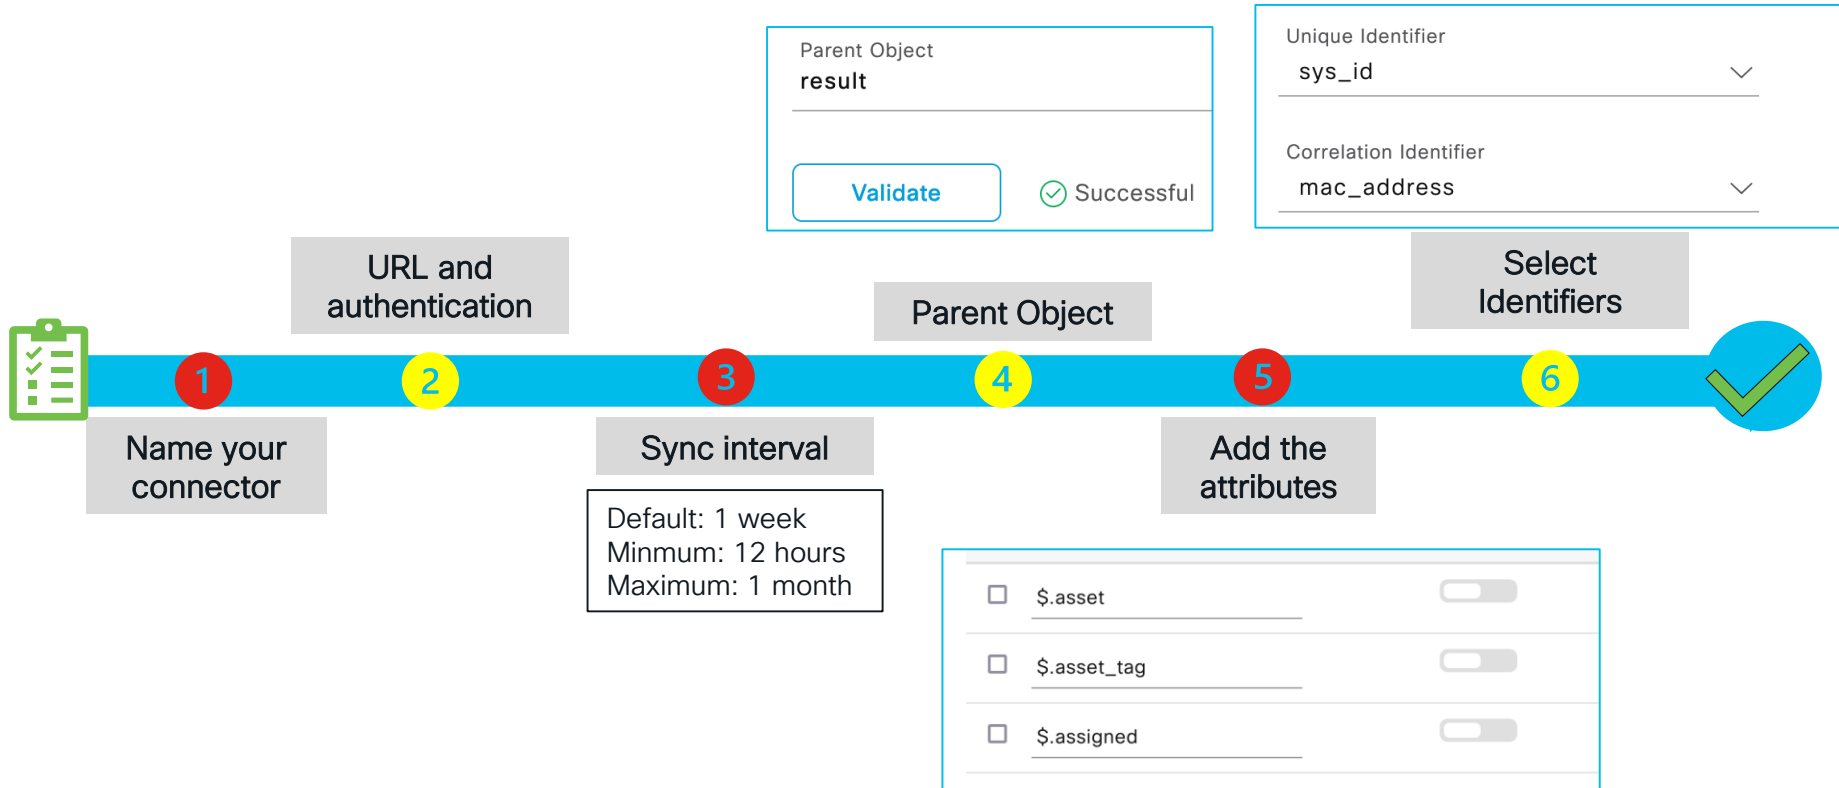 Parent Object
result
Validate
Successful
Unique Identifier
sys_id
Correlation Identifier
mac_address
URL and
authentication
Parent Object
Select
Identifiers
1
2
3
4
5
6
Name your
connector
Sync interval
Default: 1 week
Minmum: 12 hours
Maximum: 1 month
Add the
attributes
$.asset
$.asset_tag
$.assigned